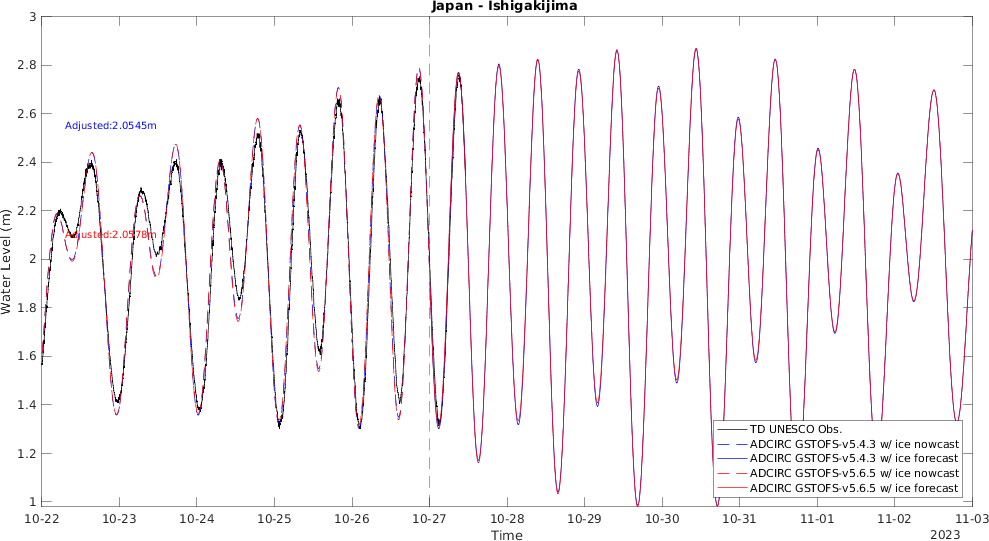 Japan - Ishigakijima
3
2.8
2.6
2.4
2.2
2
1.8
1.6
1.4
1.2
1
Water Level (m)
Adjusted:2.0545m
Adjusted:2.0578m
TD UNESCO Obs.
ADCIRC GSTOFS-v5.4.3 w/ ice nowcast
ADCIRC GSTOFS-v5.4.3 w/ ice forecast
ADCIRC GSTOFS-v5.6.5 w/ ice nowcast
ADCIRC GSTOFS-v5.6.5 w/ ice forecast
10-22 10-23 10-24 10-25 10-26 10-27 10-28 10-29 10-30 10-31 11-01 11-02 11-03
Time
2023